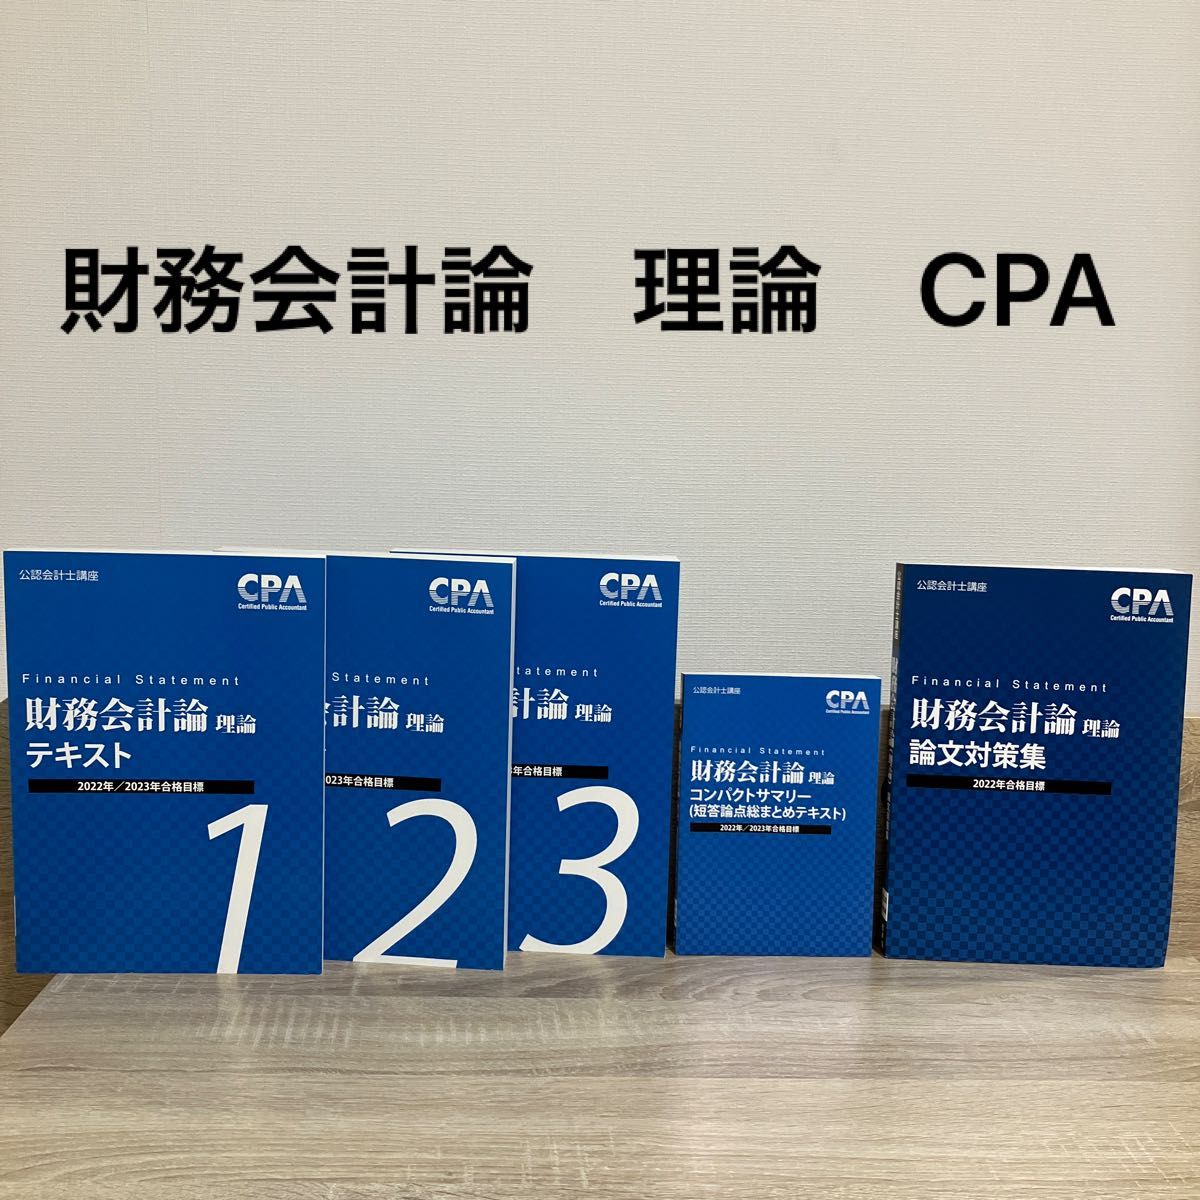 財務会計論　理論　CPA
公認会計士講座
CPA
Certified Public Accountant
Financial Statement
財務会計論 理論
テキスト
2022年／2023年合格目標
1
CPA
Certified Public Accountant
Statement
計論 理論
2023年合格目標
2
CPA
Certified Public Accountant
tatement
計論 理論
年合格目標
3
公認会計士講座
CPA
Certified Public Accountant
Financial Statement
財務会計論 理論
コンパクトサマリー
(短答論点総まとめテキスト)
2022年／2023年合格目標
公認会計士講座
CPA
Certified Public Accountant
Financial Statement
財務会計論 理論
論文対策集
2022年合格目標